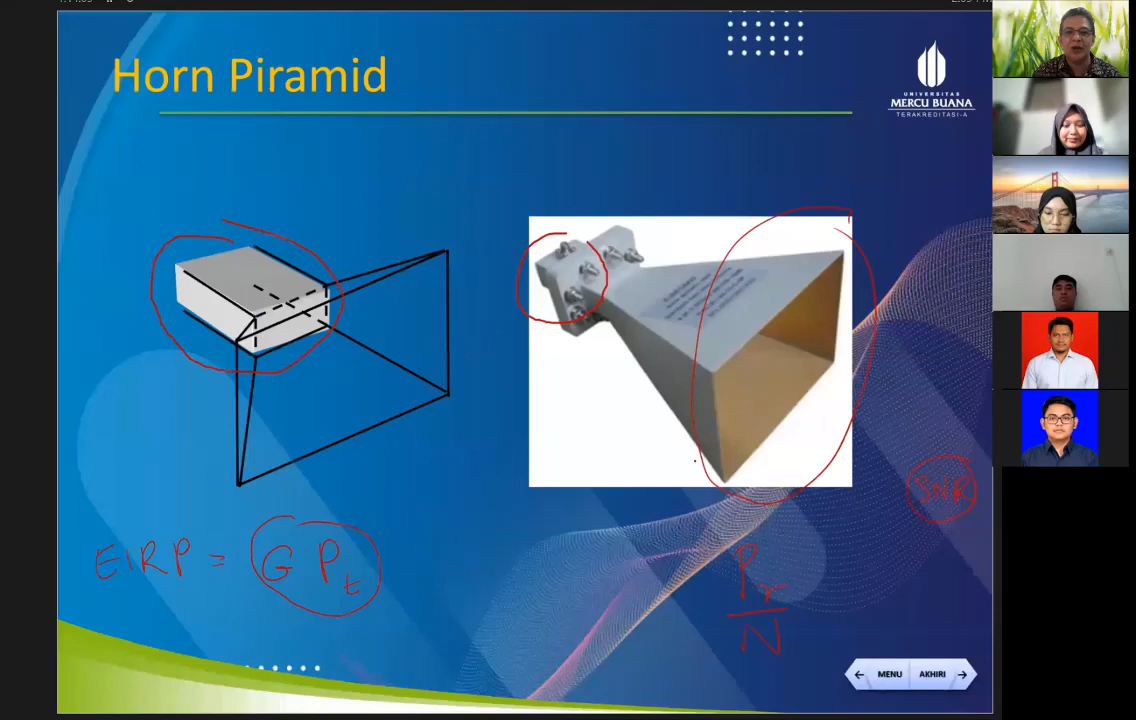 Horn Piramid
UNIVERSITAS
MERCU BUANA
TERAKREDITASI-A
SNR
EIRP = G Pt
Pr
N
MENU AKHIRI